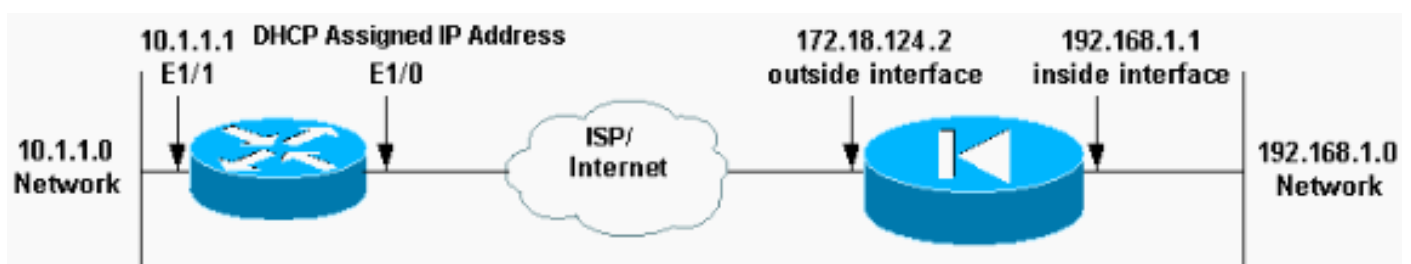 10.1.1.1
E1/1
DHCP Assigned IP Address
E1/0
172.18.124.2
outside interface
192.168.1.1
inside interface
10.1.1.0
Network
ISP/
Internet
192.168.1.0
Network